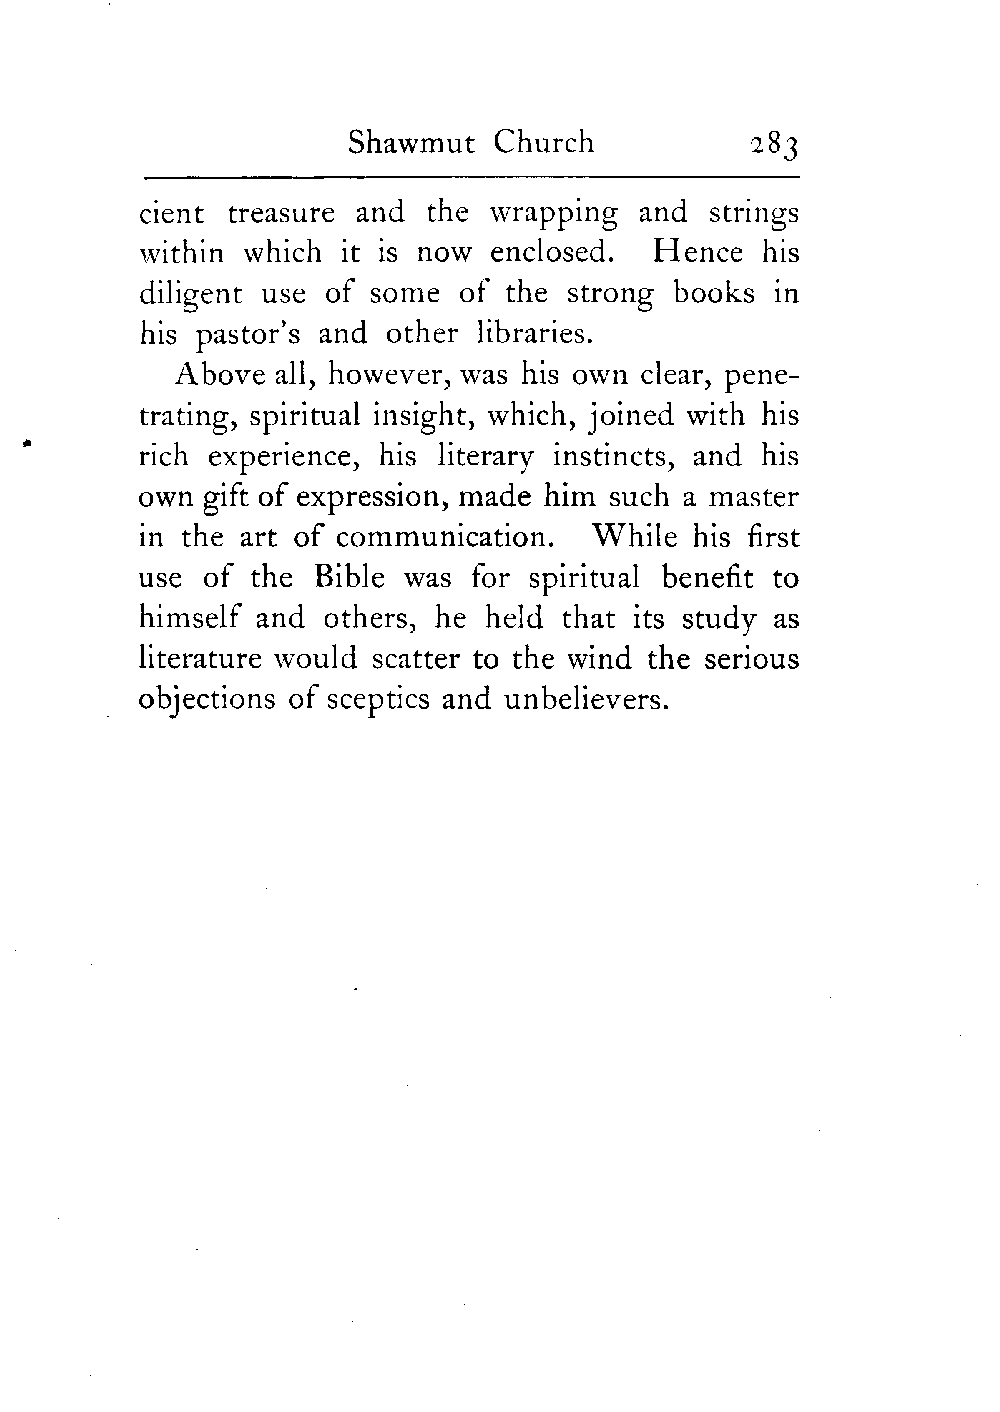 Shawmut Church 283
cient treasure and the wrapping and strings
within which it is now enclosed. Hence his
diligent use of some of the strong books in
his pastor's and other libraries.
Above all, however, was his own clear, pene-
trating, spiritual insight, which, joined with his
rich experience, his literary instincts, and his
own gift of expression, made him such a master
in the art of communication. While his first
use of the Bible was for spiritual benefit to
himself and others, he held that its study as
literature would scatter to the wind the serious
objections of sceptics and unbelievers.